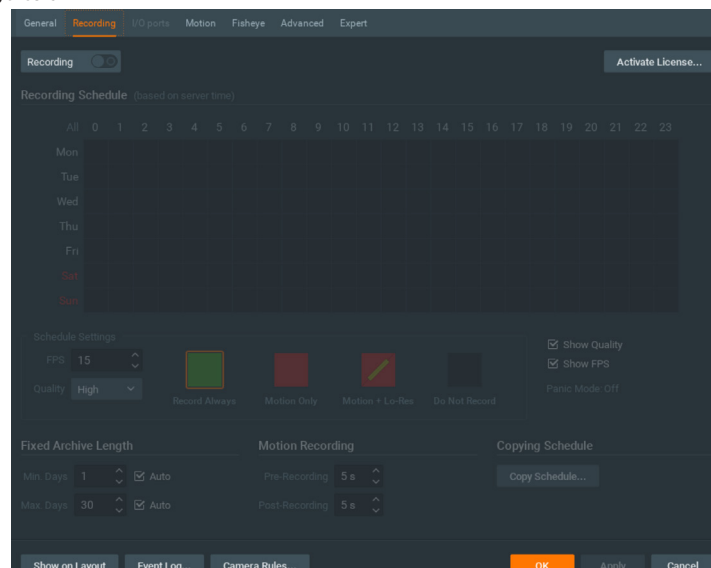 General Recording I/O ports Motion Fisheye Advanced Expert
Recording Activate License...
Recording Schedule (based on server time)
All 0 1 2 3 4 5 6 7 8 9 10 11 12 13 14 15 16 17 18 19 20 21 22 23
Mon
Tue
Wed
Thu
Fri
Sat
Sun
Schedule Settings
FPS 15
Quality High
Record Always Motion Only Motion + Lo-Res Do Not Record
Show Quality
Show FPS
Panic Mode: Off
Fixed Archive Length Motion Recording Copying Schedule
Min. Days 1 Auto Pre-Recording 5 s Copy Schedule...
Max. Days 30 Auto Post-Recording 5 s
Show on Layout Event Log... Camera Rules... OK Apply Cancel